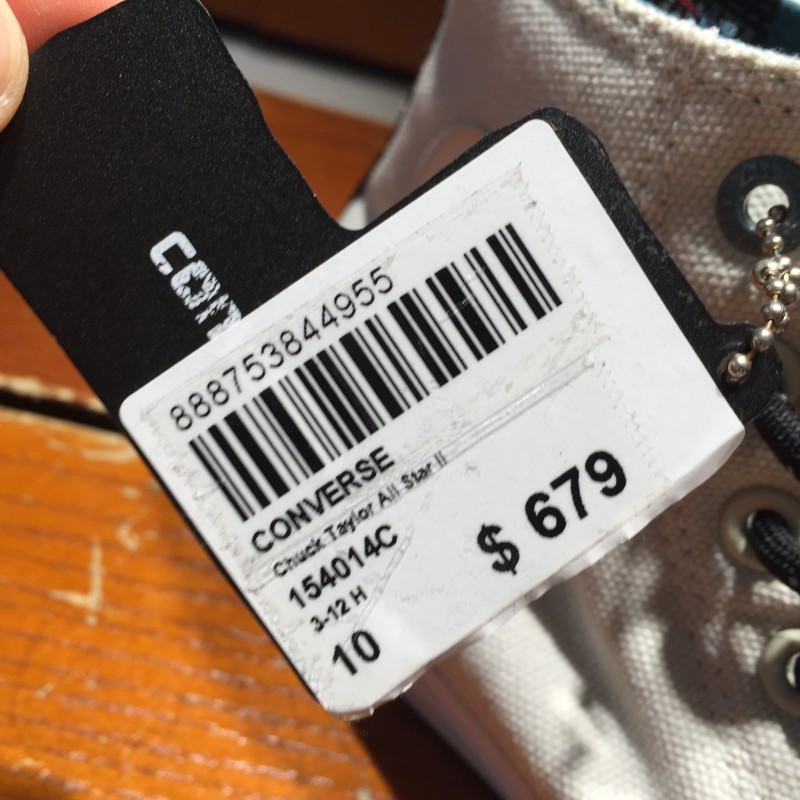 888753844955
CONVERSE
Chuck Taylor All Star II
154014C
3-12 H
10
$ 679